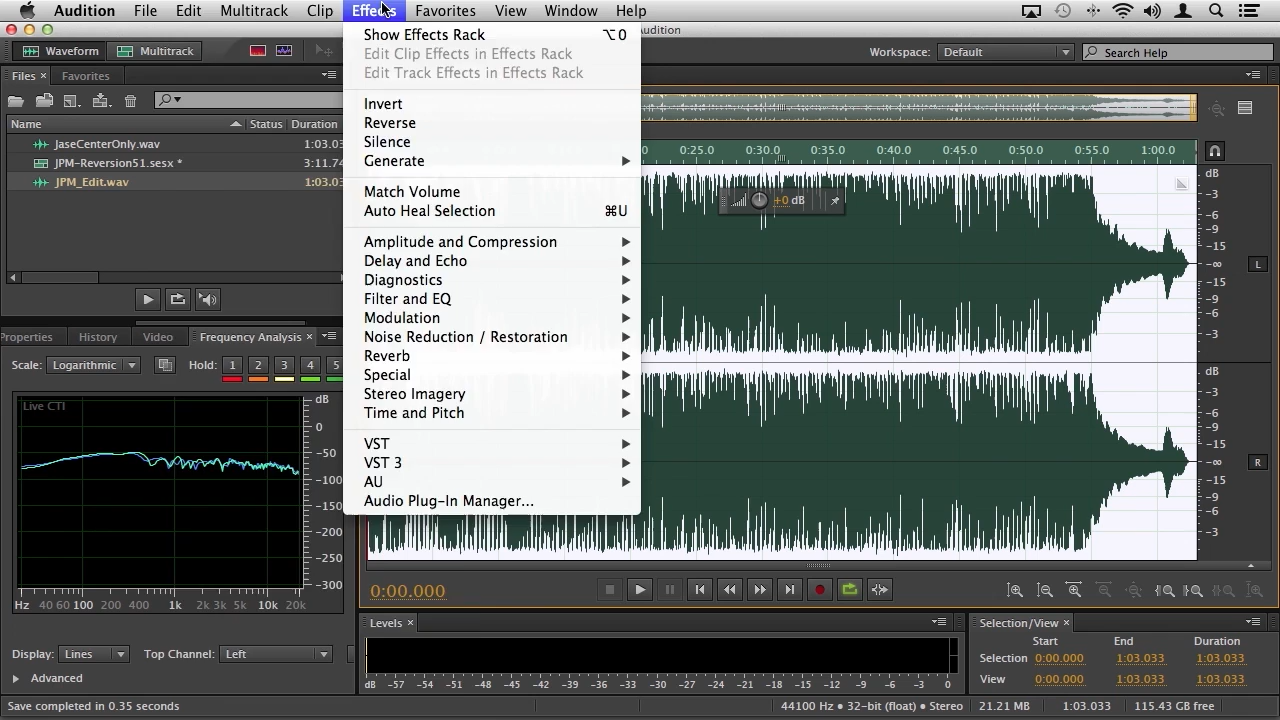 Audition File Edit Multitrack Clip Effects Favorites View Window Help
Audition
Waveform Multitrack Workspace: Default Search Help
Files × Favorites
Name Status Duration
JaseCenterOnly.wav 1:03.03
JPM-Reversion51.sesx * 3:11.74
JPM_Edit.wav 1:03.03
Show Effects Rack ⌥0
Edit Clip Effects in Effects Rack
Edit Track Effects in Effects Rack
Invert
Reverse
Silence
Generate
Match Volume
Auto Heal Selection ⌘U
Amplitude and Compression
Delay and Echo
Diagnostics
Filter and EQ
Modulation
Noise Reduction / Restoration
Reverb
Special
Stereo Imagery
Time and Pitch
VST
VST 3
AU
Audio Plug-In Manager...
0:25.0 0:30.0 0:35.0 0:40.0 0:45.0 0:50.0 0:55.0 1:00.0
+0 dB
dB
-3
-6
-9
-15
-∞
-15
-9
-6
-3
L
dB
-3
-6
-9
-15
-∞
-15
-9
-6
-3
R
Properties History Video Frequency Analysis ×
Scale: Logarithmic Hold: 1 2 3 4 5
Live CTI
dB
0
-50
-100
-150
-200
-250
-300
Hz 40 60 100 200 400 1k 2k 3k 5k 10k 20k
Display: Lines Top Channel: Left
Advanced
0:00.000
Levels ×
dB -57 -54 -51 -48 -45 -42 -39 -36 -33 -30 -27 -24 -21 -18 -15 -12 -9 -6 -3 0
Selection/View ×
Start End Duration
Selection 0:00.000 1:03.033 1:03.033
View 0:00.000 1:03.033 1:03.033
Save completed in 0.35 seconds
44100 Hz • 32-bit (float) • Stereo 21.21 MB 1:03.033 115.43 GB free